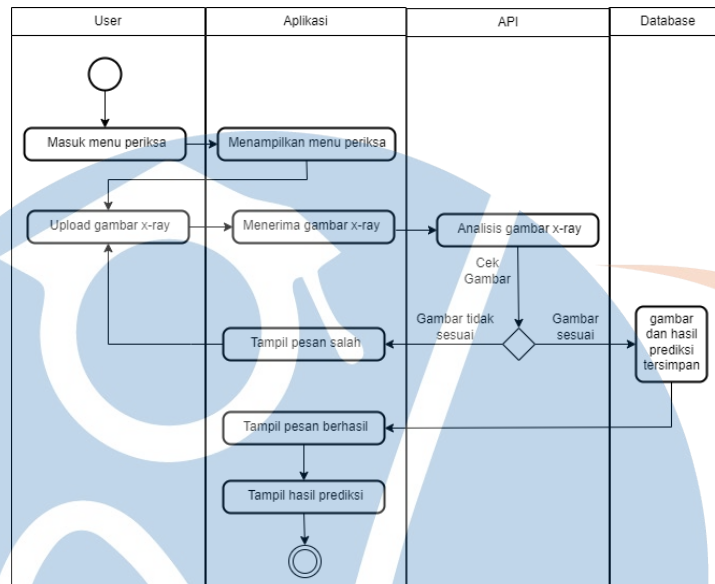 User
Aplikasi
API
Database
Masuk menu periksa
Menampilkan menu periksa
Upload gambar x-ray
Menerima gambar x-ray
Analisis gambar x-ray
Cek
Gambar
Gambar tidak
sesuai
Gambar
sesuai
gambar
dan hasil
prediksi
tersimpan
Tampil pesan salah
Tampil pesan berhasil
Tampil hasil prediksi